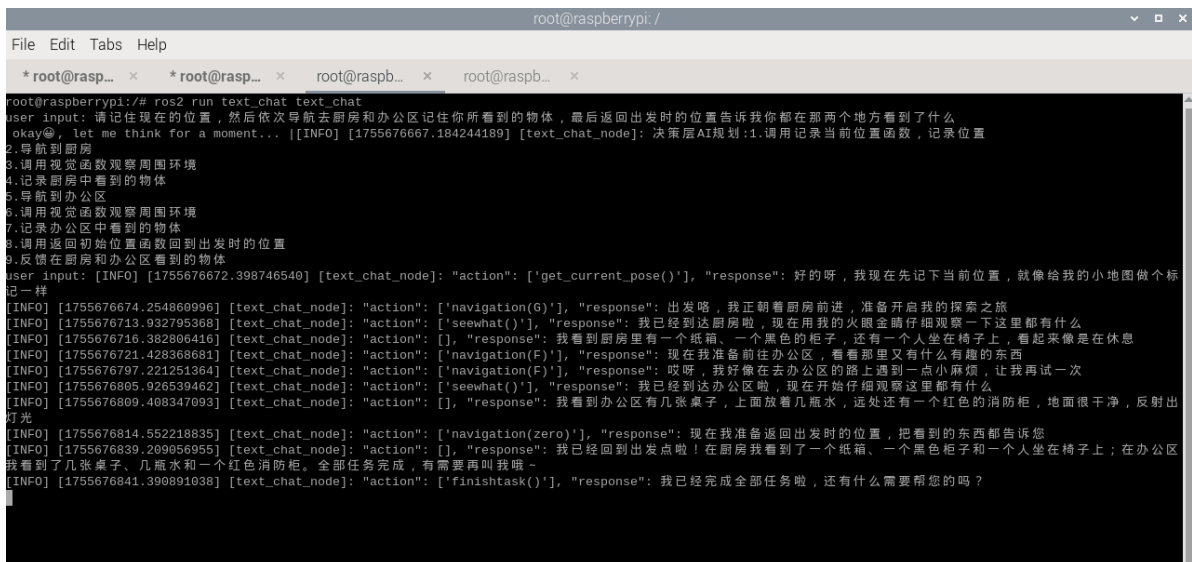 root@raspberrypi: /
File Edit Tabs Help
* root@rasp... × * root@rasp... × root@raspb... × root@raspb... ×
root@raspberrypi:/# ros2 run text_chat text_chat
user input: 请记住现在的位置，然后依次导航去厨房和办公区记住你所看到的物体，最后返回出发时的位置告诉我你都在那两个地方看到了什么
okay😀, let me think for a moment... |[INFO] [1755676667.184244189] [text_chat_node]: 决策层AI规划:1.调用记录当前位置函数，记录位置
2.导航到厨房
3.调用视觉函数观察周围环境
4.记录厨房中看到的物体
5.导航到办公区
6.调用视觉函数观察周围环境
7.记录办公区中看到的物体
8.调用返回初始位置函数回到出发时的位置
9.反馈在厨房和办公区看到的物体
user input: [INFO] [1755676672.398746540] [text_chat_node]: "action": ['get_current_pose()'], "response": 好的呀，我现在先记下当前位置，就像给我的小地图做个标
记一样
[INFO] [1755676674.254860996] [text_chat_node]: "action": ['navigation(G)'], "response": 出发咯，我正朝着厨房前进，准备开启我的探索之旅
[INFO] [1755676713.932795368] [text_chat_node]: "action": ['seewhat()'], "response": 我已经到达厨房啦，现在用我的火眼金睛仔细观察一下这里都有什么
[INFO] [1755676716.382806416] [text_chat_node]: "action": [], "response": 我看到厨房里有一个纸箱、一个黑色的柜子，还有一个人坐在椅子上，看起来像是在休息
[INFO] [1755676721.428368681] [text_chat_node]: "action": ['navigation(F)'], "response": 现在我准备前往办公区，看看那里又有什么有趣的东西
[INFO] [1755676797.221251364] [text_chat_node]: "action": ['navigation(F)'], "response": 哎呀，我好像在去办公区的路上遇到一点小麻烦，让我再试一次
[INFO] [1755676805.926539462] [text_chat_node]: "action": ['seewhat()'], "response": 我已经到达办公区啦，现在开始仔细观察这里都有什么
[INFO] [1755676809.408347093] [text_chat_node]: "action": [], "response": 我看到办公区有几张桌子，上面放着几瓶水，远处还有一个红色的消防柜，地面很干净，反射出
灯光
[INFO] [1755676814.552218835] [text_chat_node]: "action": ['navigation(zero)'], "response": 现在我准备返回出发时的位置，把看到的东西都告诉您
[INFO] [1755676839.209056955] [text_chat_node]: "action": [], "response": 我已经回到出发点啦！在厨房我看到了一个纸箱、一个黑色柜子和一个人坐在椅子上；在办公区
我看到了几张桌子、几瓶水和一个红色消防柜。全部任务完成，有需要再叫我哦～
[INFO] [1755676841.390891038] [text_chat_node]: "action": ['finishtask()'], "response": 我已经完成全部任务啦，还有什么需要帮您的吗？